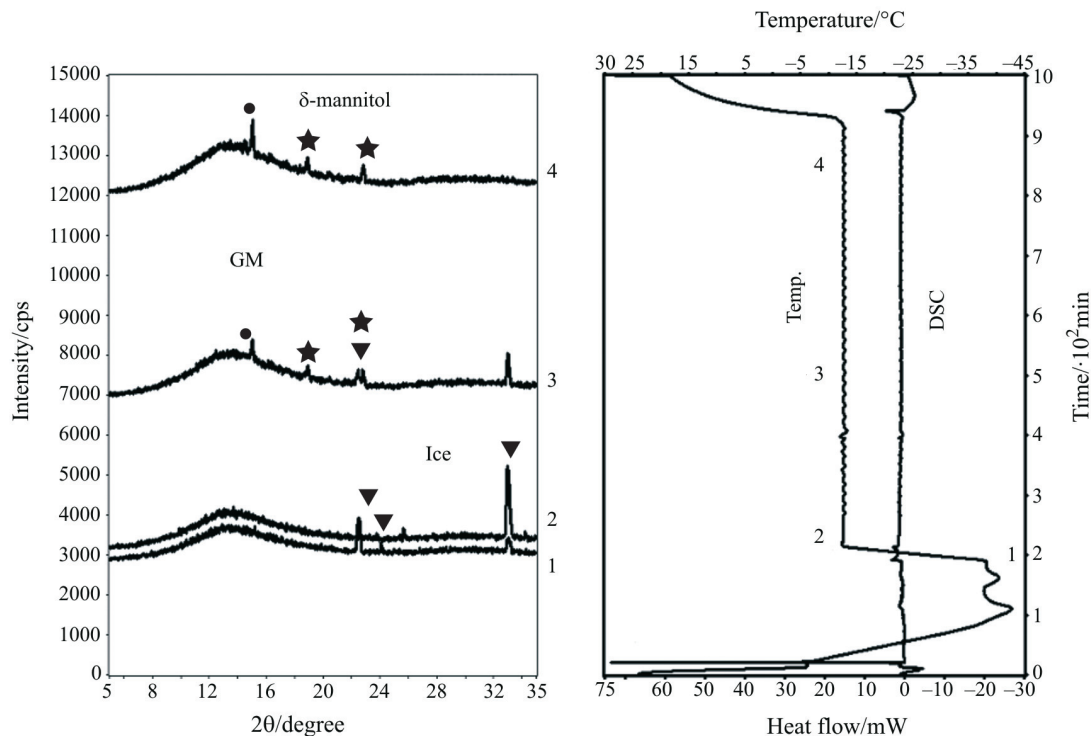 Temperature/°C
30 25 15 5 −5 −15 −25 −35 −45
15000
14000
13000
12000
11000
10000
9000
8000
7000
6000
5000
4000
3000
2000
1000
0
Intensity/cps
δ-mannitol
4
GM
3
Ice
2
1
5 8 12 16 20 24 28 32 35
2θ/degree
4
3
2
1
Temp.
DSC
10
9
8
7
6
5
4
3
2
1
0
Time/·10²min
75 60 50 40 30 20 10 0 −10 −20 −30
Heat flow/mW